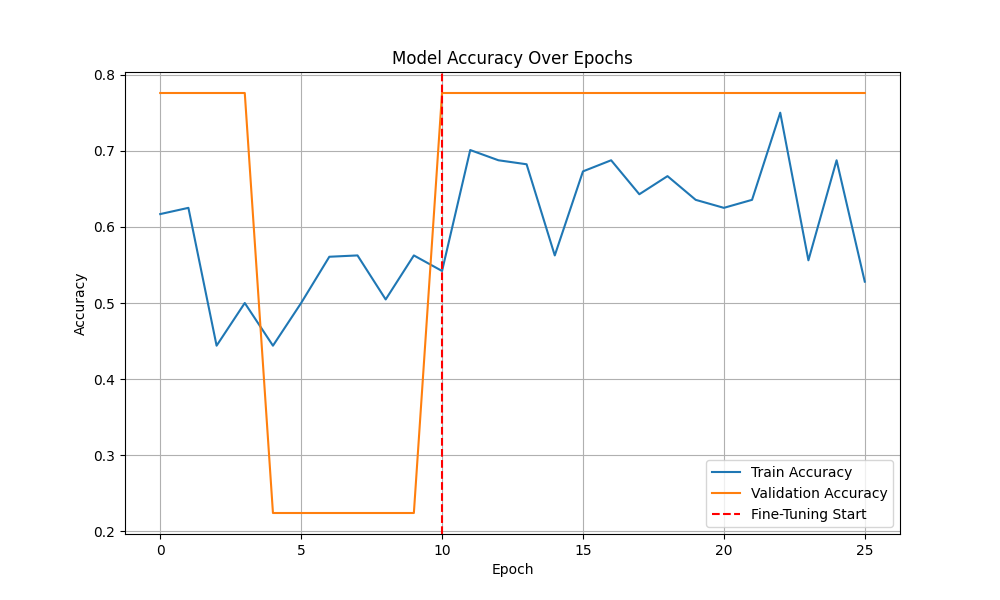 Model Accuracy Over Epochs
Accuracy
0.8
0.7
0.6
0.5
0.4
0.3
0.2
0
5
10
15
20
25
Epoch
Train Accuracy
Validation Accuracy
Fine-Tuning Start